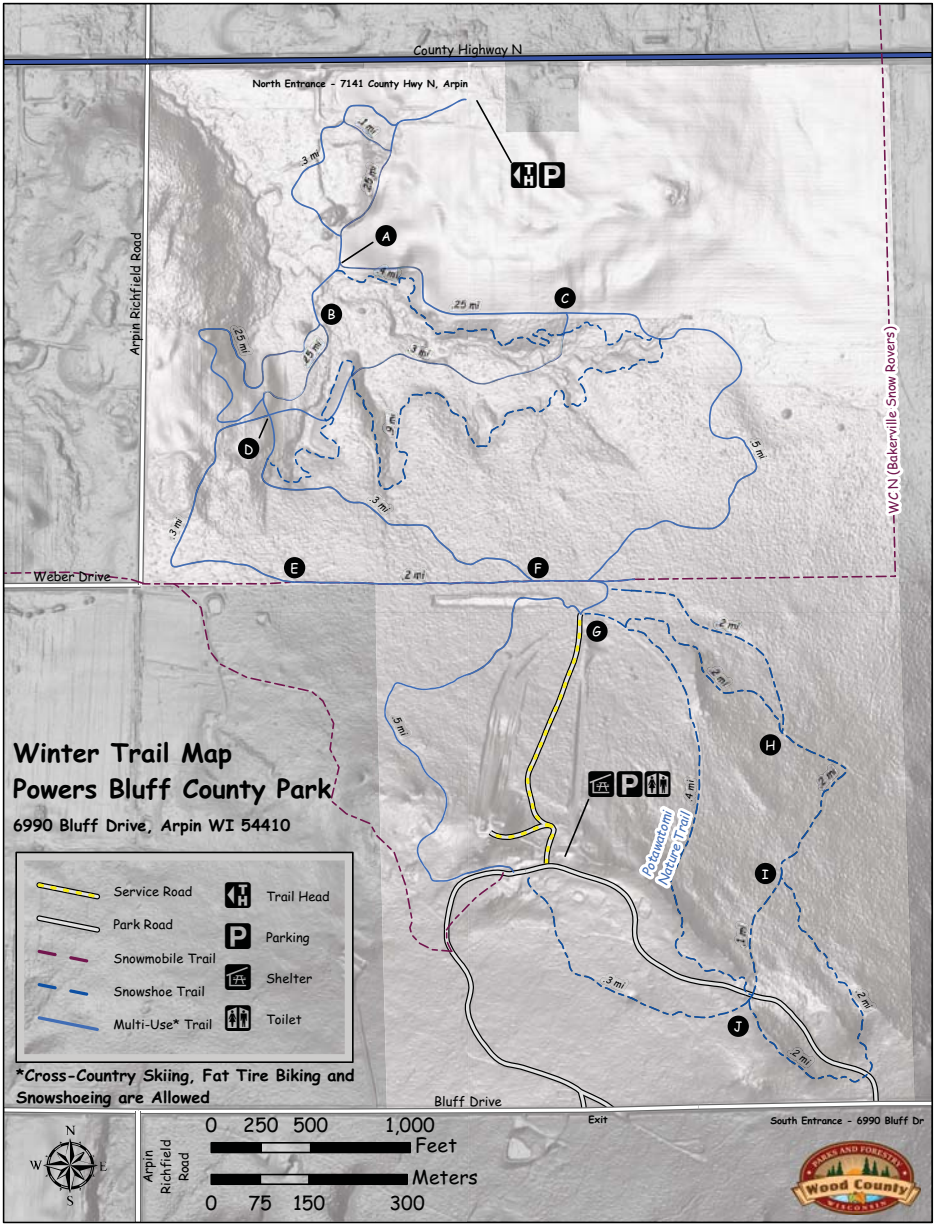 County Highway N
North Entrance - 7141 County Hwy N, Arpin
.1 mi
.3 mi
.25 mi
TH P
Arpin Richfield Road
A
.4 mi
C
.25 mi
B
.25 mi
.25 mi
.3 mi
WC N (Bakerville Snow Rovers)
.9 mi
D
.5 mi
.3 mi
.3 mi
E
F
Weber Drive
.2 mi
G
.2 mi
.2 mi
H
.5 mi
.2 mi
Winter Trail Map
Powers Bluff County Park
6990 Bluff Drive, Arpin WI 54410
P
.4 mi
Potawatomi
Nature Trail
I
.1 mi
.3 mi
.2 mi
J
.2 mi
Service Road
TH Trail Head
Park Road
P Parking
Snowmobile Trail
Shelter
Snowshoe Trail
Multi-Use* Trail
Toilet
*Cross-Country Skiing, Fat Tire Biking and
Snowshoeing are Allowed
Bluff Drive
Exit
South Entrance - 6990 Bluff Dr
N
W E
S
Arpin
Richfield
Road
0 250 500 1,000
Feet
Meters
0 75 150 300
PARKS AND FORESTRY
Wood County
WISCONSIN